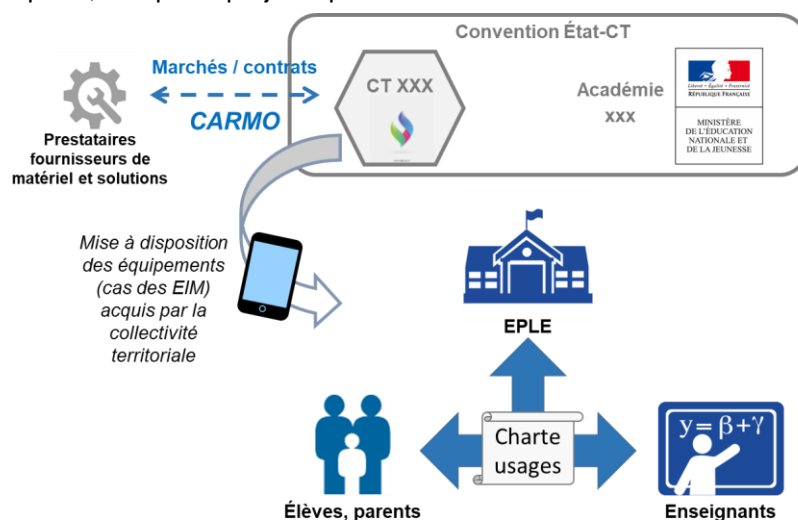 Convention État-CT
Marchés / contrats
CARMO
CT XXX
Académie
xxx
Liberté • Égalité • Fraternité
RÉPUBLIQUE FRANÇAISE
MINISTÈRE
DE L'ÉDUCATION
NATIONALE ET
DE LA JEUNESSE
Prestataires
fournisseurs de
matériel et solutions
Mise à disposition
des équipements
(cas des EIM)
acquis par la
collectivité
territoriale
EPLE
Charte
usages
y= β+γ
Élèves, parents
Enseignants